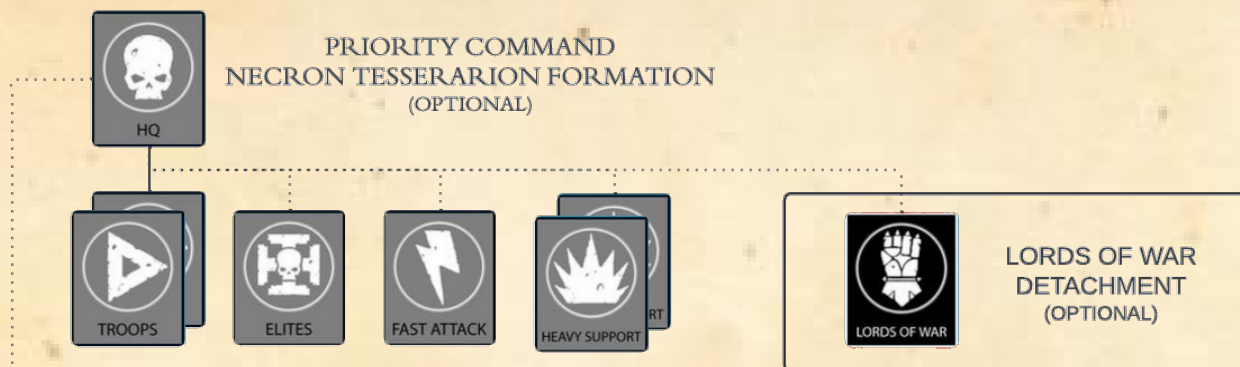 PRIORITY COMMAND
NECRON TESSERARION FORMATION
(OPTIONAL)
HQ
TROOPS
ELITES
FAST ATTACK
HEAVY SUPPORT
RT
LORDS OF WAR
LORDS OF WAR
DETACHMENT
(OPTIONAL)